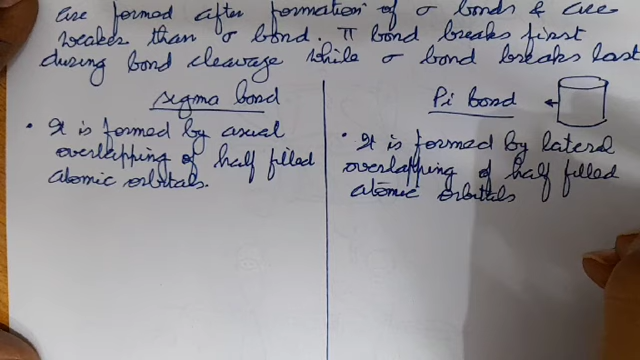 are formed after formation of σ bonds & are
weaker than σ bond. π bond breaks first
during bond cleavage while σ bond breaks last
sigma bond
• It is formed by axial
overlapping of half filled
atomic orbitals.
Pi Bond
• It is formed by lateral
overlapping of half filled
atomic orbitals